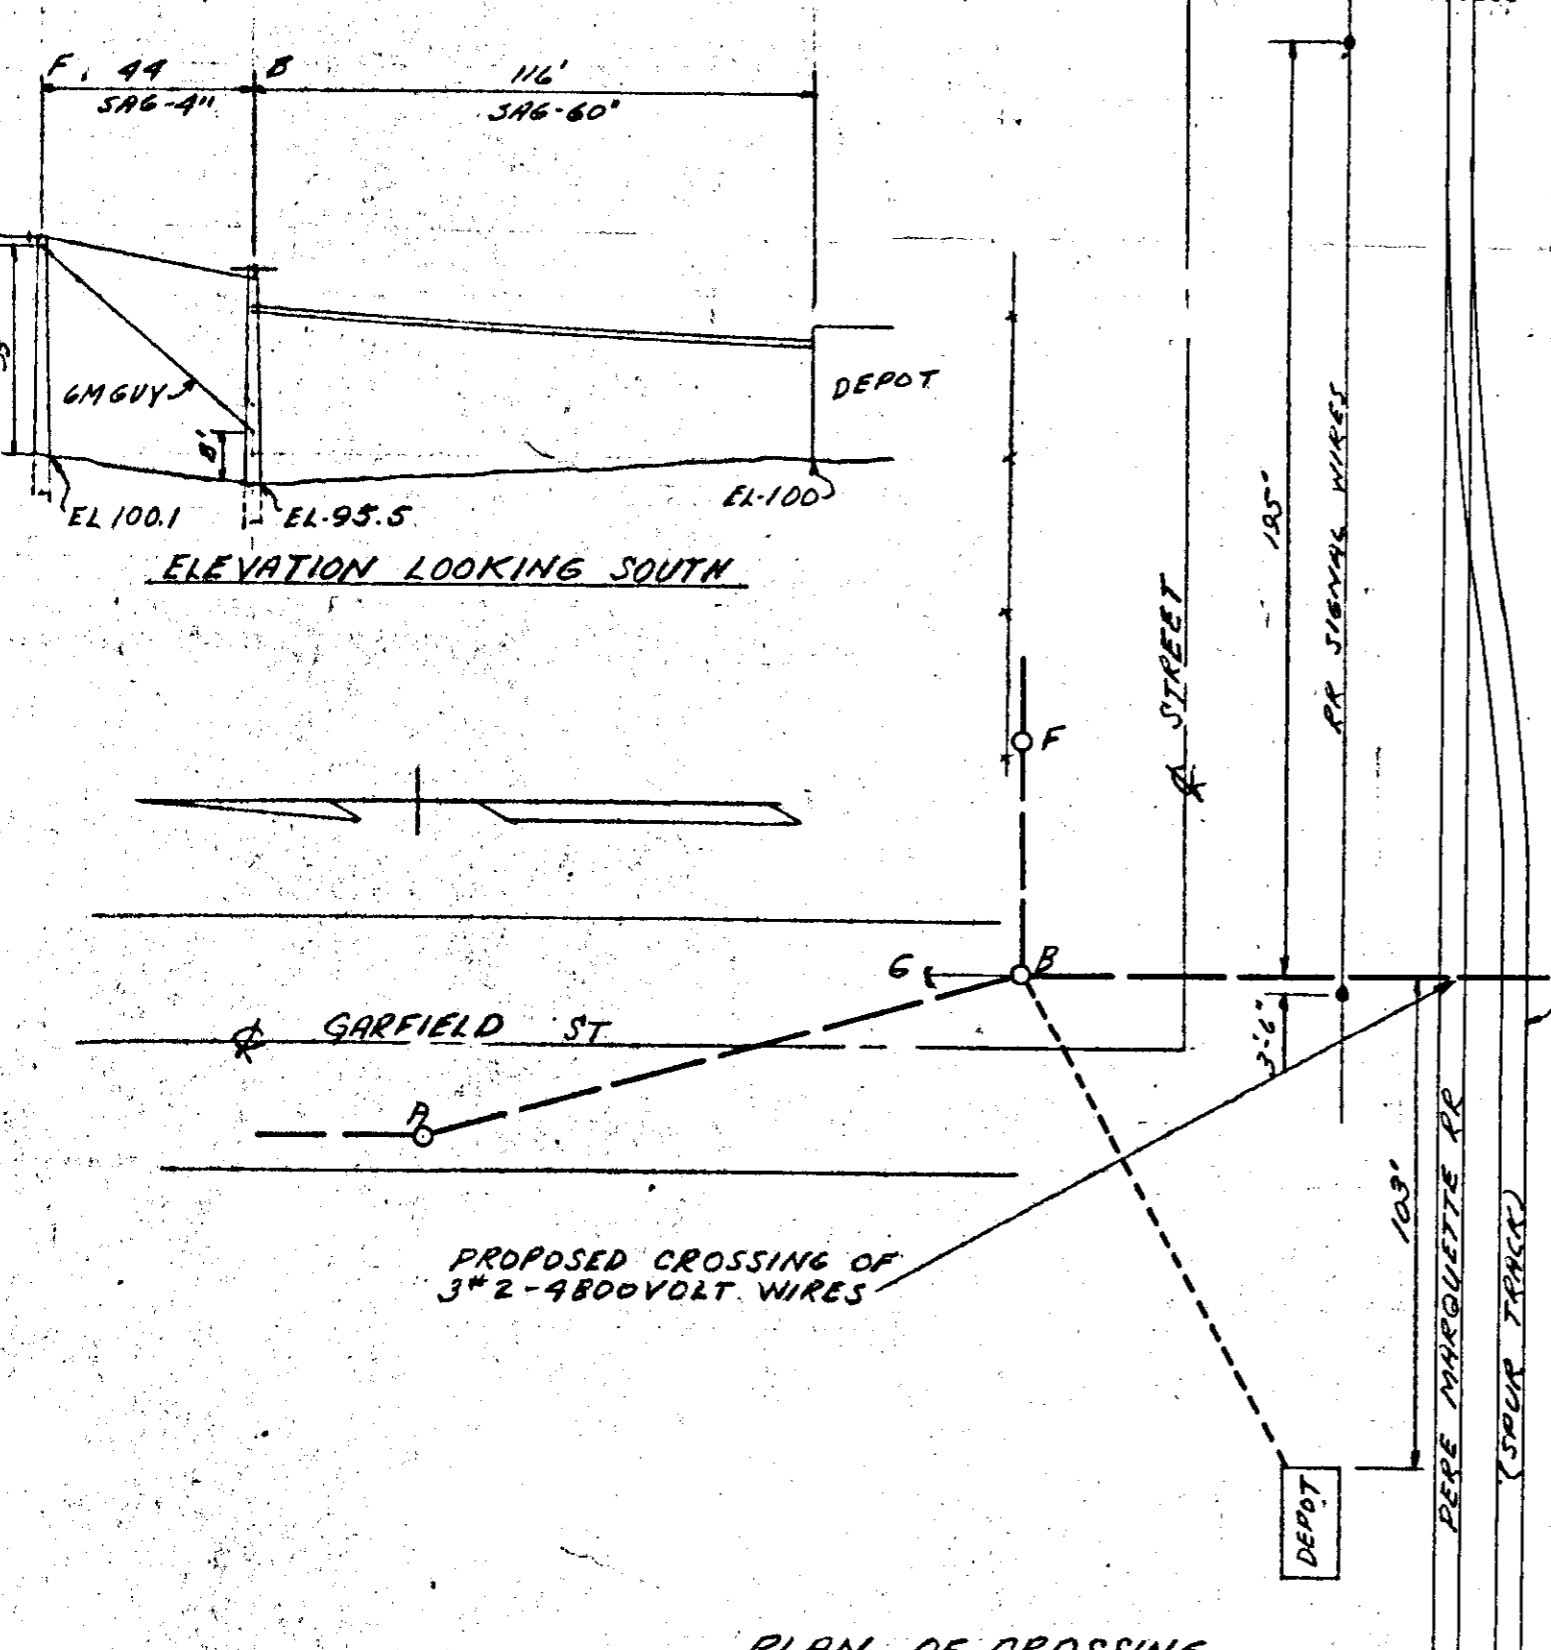 F. 44
B
116'
SAG-4"
SAG-60"
6M GUY
DEPOT
8'
EL 100.1
EL-95.5
EL-100
ELEVATION LOOKING SOUTH
195'
RR SIGNAL WIRES
℄ STREET
F
G
B
℄ GARFIELD ST
3'-6"
A
103'
PROPOSED CROSSING OF
3#2-4800 VOLT WIRES
PERE MARQUETTE RR
(SPUR TRACK)
DEPOT
PLAN OF CROSSING